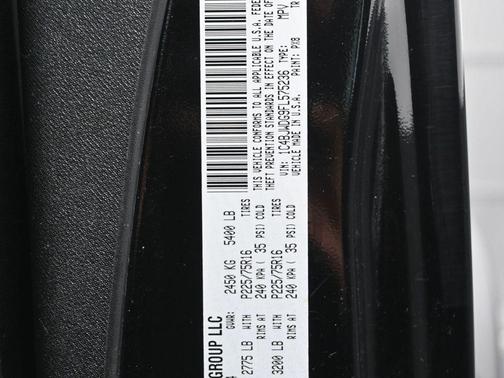 GROUP LLC
GVWR: 2450 KG 5400 LB
2775 LB WITH P225/75R16 TIRES
RIMS AT 240 KPA ( 35 PSI) COLD
3200 LB WITH P225/75R16 TIRES
RIMS AT 240 KPA ( 35 PSI) COLD
THIS VEHICLE CONFORMS TO ALL APPLICABLE U.S.A. FEDE
THEFT PREVENTION STANDARDS IN EFFECT ON THE DATE OF
VIN: 1C4BJWDG9FL575236 TYPE: MPV
VEHICLE MADE IN U.S.A. PAINT: PX8 TR